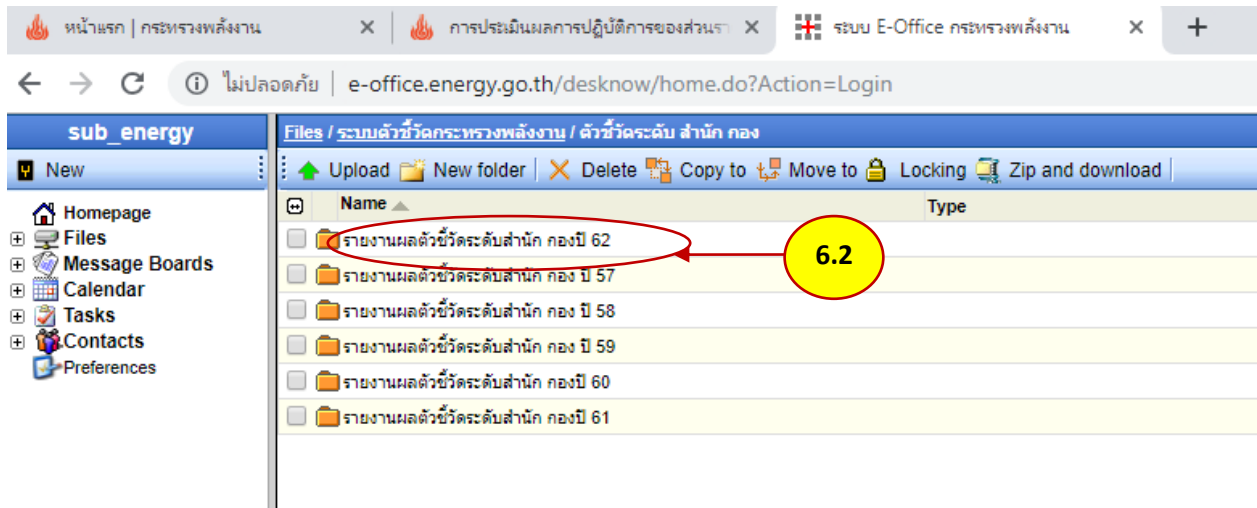 หน้าแรก | กระทรวงพลังงาน
การประเมินผลการปฏิบัติการของส่วนรา
ระบบ E-Office กระทรวงพลังงาน
ไม่ปลอดภัย | e-office.energy.go.th/desknow/home.do?Action=Login
sub_energy
Files / ระบบตัวชี้วัดกระทรวงพลังงาน / ตัวชี้วัดระดับ สำนัก กอง
New
Upload New folder | Delete Copy to Move to Locking Zip and download
Name
Type
Homepage
Files
Message Boards
Calendar
Tasks
Contacts
Preferences
รายงานผลตัวชี้วัดระดับสำนัก กองปี 62
6.2
รายงานผลตัวชี้วัดระดับสำนัก กอง ปี 57
รายงานผลตัวชี้วัดระดับสำนัก กอง ปี 58
รายงานผลตัวชี้วัดระดับสำนัก กอง ปี 59
รายงานผลตัวชี้วัดระดับสำนัก กองปี 60
รายงานผลตัวชี้วัดระดับสำนัก กองปี 61